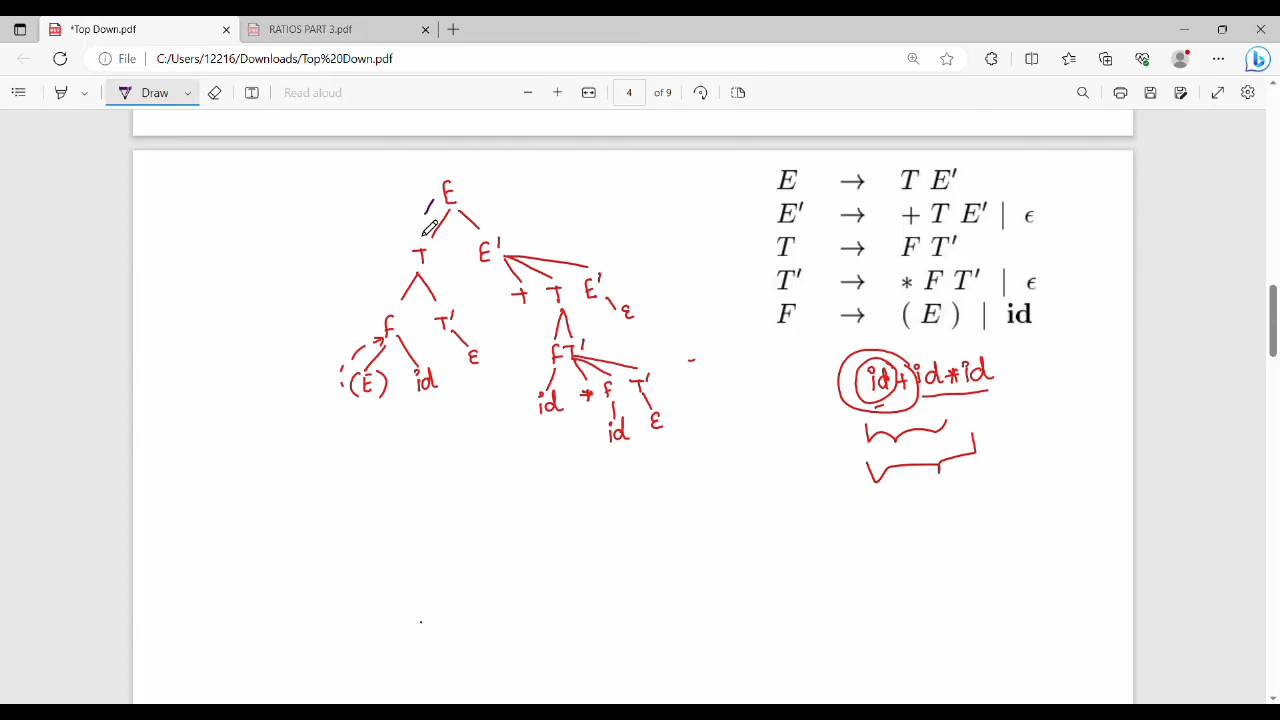 *Top Down.pdf
RATIOS PART 3.pdf
File C:/Users/12216/Downloads/Top%20Down.pdf
Draw Read aloud 4 of 9
E
T E'
+ T E'
ε
F T'
ε
(E) id
F T'
id * F T'
id ε
E → T E'
E' → + T E' | ϵ
T → F T'
T' → * F T' | ϵ
F → ( E ) | id
id+id*id